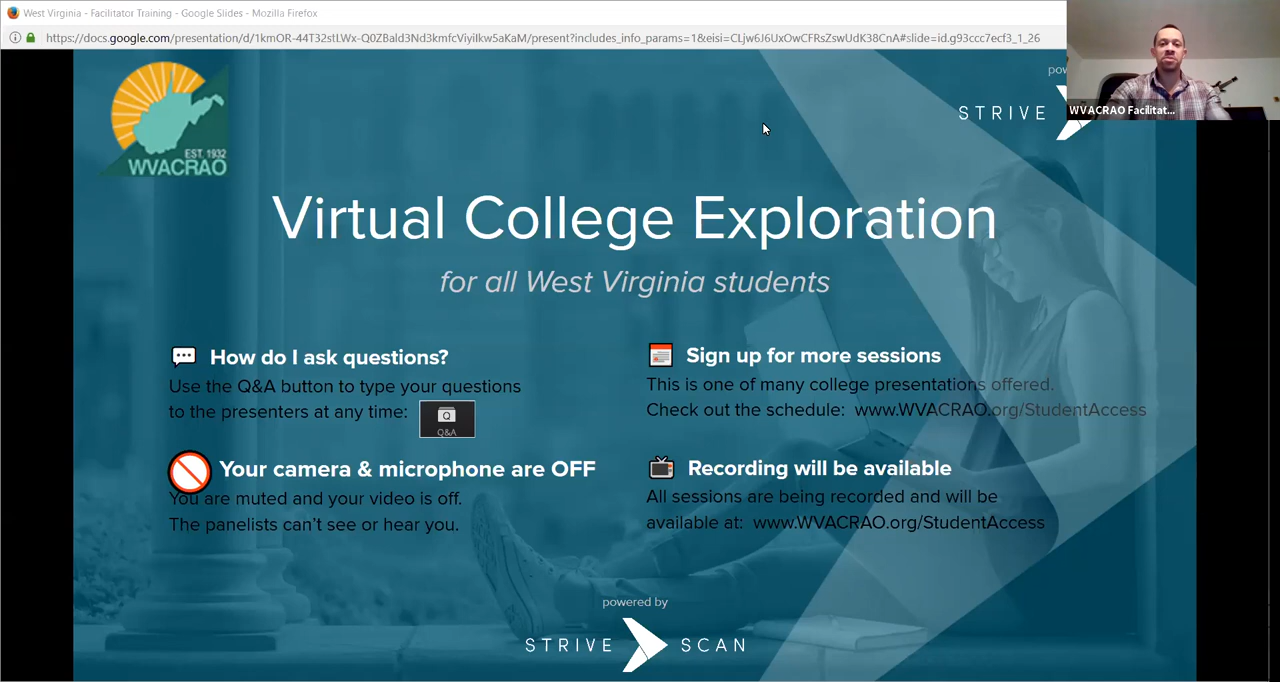 West Virginia - Facilitator Training - Google Slides - Mozilla Firefox
https://docs.google.com/presentation/d/1kmOR-44T32stLWx-Q0ZBald3Nd3kmfcViyiIkw5aKaM/present?includes_info_params=1&eisi=CLjw6J6UxOwCFRsZswUdK38CnA#slide=id.g93ccc7ecf3_1_26
WVACRAO Facilitat...
STRIVE
EST. 1932
WVACRAO
Virtual College Exploration
for all West Virginia students
How do I ask questions?
Use the Q&A button to type your questions
to the presenters at any time:
Q
Q&A
Your camera & microphone are OFF
You are muted and your video is off.
The panelists can't see or hear you.
Sign up for more sessions
This is one of many college presentations offered.
Check out the schedule: www.WVACRAO.org/StudentAccess
Recording will be available
All sessions are being recorded and will be
available at: www.WVACRAO.org/StudentAccess
powered by
STRIVE SCAN